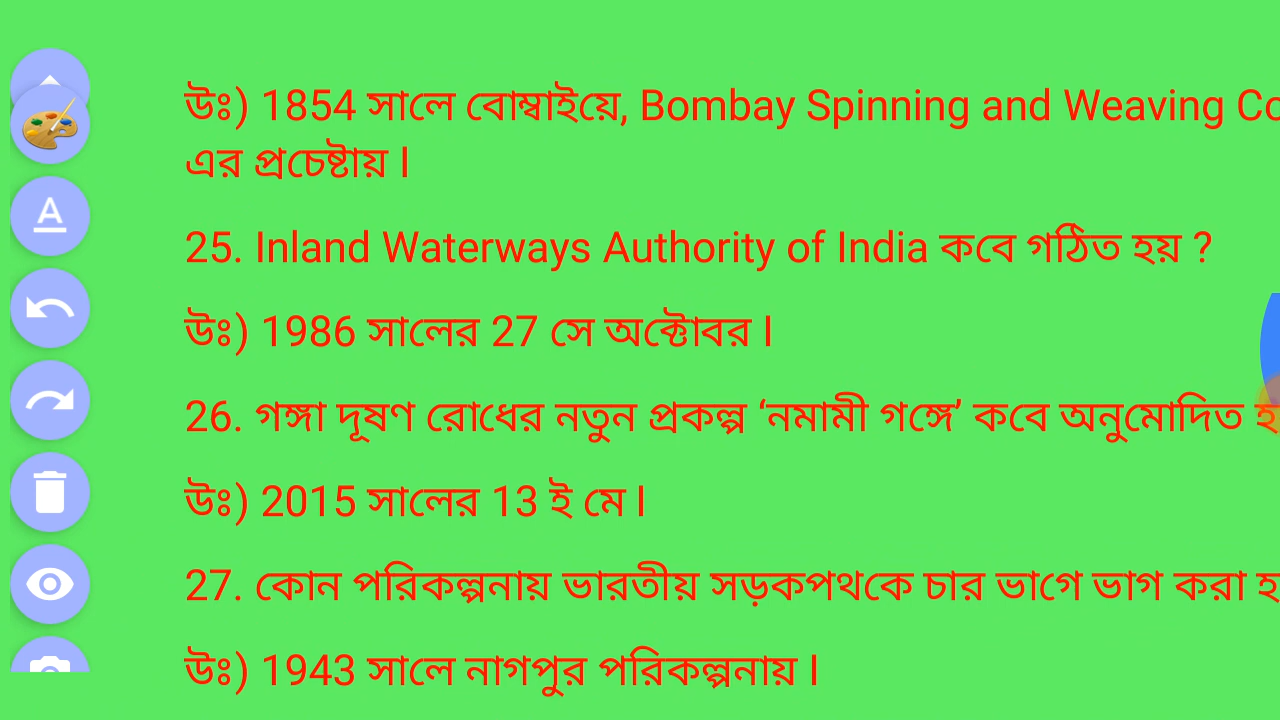 উঃ) 1854 সালে বোম্বাইয়ে, Bombay Spinning and Weaving
এর প্রচেষ্টায় l
25. Inland Waterways Authority of India কবে গঠিত হয় ?
উঃ) 1986 সালের 27 সে অক্টোবর l
26. গঙ্গা দূষণ রোধের নতুন প্রকল্প ‘নমামী গঙ্গে’ কবে অনুমোদিত
উঃ) 2015 সালের 13 ই মে l
27. কোন পরিকল্পনায় ভারতীয় সড়কপথকে চার ভাগে ভাগ করা
উঃ) 1943 সালে নাগপুর পরিকল্পনায় l